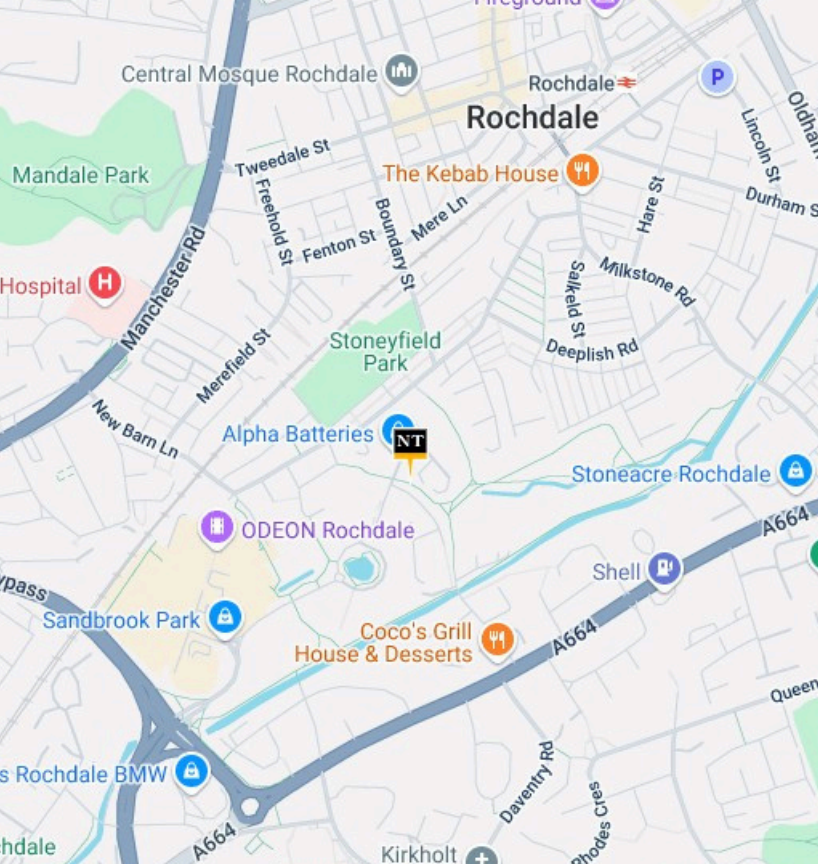 Fireground
Central Mosque Rochdale
Rochdale
P
Rochdale
Oldham
Lincoln St
Tweedale St
Mandale Park
The Kebab House
Freehold St
Boundary St
Mere Ln
Hare St
Durham S
Fenton St
Hospital
H
Manchester Rd
Salkeld St
Milkstone Rd
Stoneyfield
Park
Deeplish Rd
Merefield St
New Barn Ln
Alpha Batteries
NT
Stoneacre Rochdale
ODEON Rochdale
A664
Shell
ypass
Sandbrook Park
Coco's Grill
House & Desserts
A664
Queen
s Rochdale BMW
Daventry Rd
Rhodes Cres
A664
chdale
Kirkholt